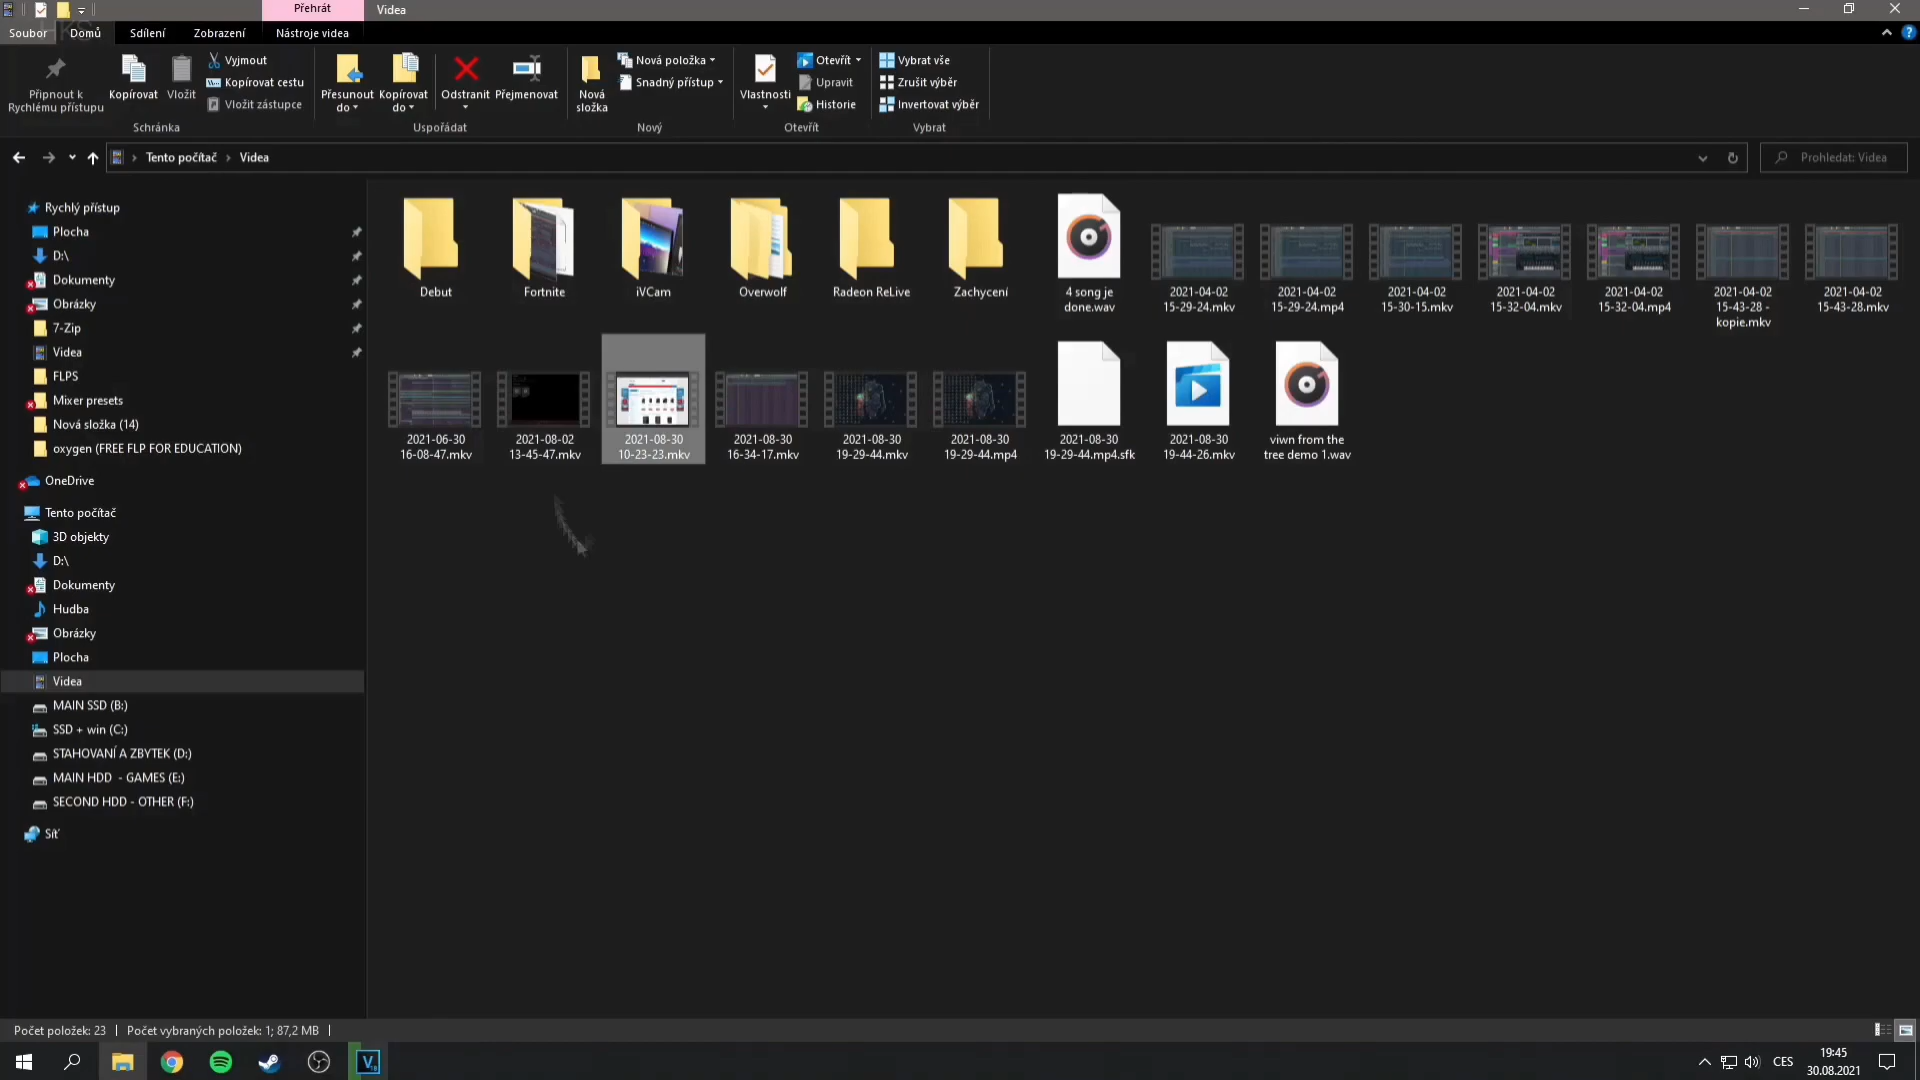 Přehrát
Videa
Soubor
Domů
Sdílení
Zobrazení
Nástroje videa
Připnout k
Rychlému přístupu
Kopírovat
Vložit
Vyjmout
Kopírovat cestu
Vložit zástupce
Schránka
Přesunout
do
Kopírovat
do
Odstranit
Přejmenovat
Uspořádat
Nová
složka
Nová položka
Snadný přístup
Nový
Vlastnosti
Otevřít
Upravit
Historie
Otevřít
Vybrat vše
Zrušit výběr
Invertovat výběr
Vybrat
Tento počítač
Videa
Prohledat: Videa
Rychlý přístup
Plocha
D:\
Dokumenty
Obrázky
7-Zip
Videa
FLPS
Mixer presets
Nová složka (14)
oxygen (FREE FLP FOR EDUCATION)
OneDrive
Tento počítač
3D objekty
D:\
Dokumenty
Hudba
Obrázky
Plocha
Videa
MAIN SSD (B:)
SSD + win (C:)
STAHOVANÍ A ZBYTEK (D:)
MAIN HDD - GAMES (E:)
SECOND HDD - OTHER (F:)
Síť
Debut
Fortnite
iVCam
Overwolf
Radeon ReLive
Zachycení
4 song je
done.wav
2021-04-02
15-29-24.mkv
2021-04-02
15-29-24.mp4
2021-04-02
15-30-15.mkv
2021-04-02
15-32-04.mkv
2021-04-02
15-32-04.mp4
2021-04-02
15-43-28 -
kopie.mkv
2021-04-02
15-43-28.mkv
2021-06-30
16-08-47.mkv
2021-08-02
13-45-47.mkv
2021-08-30
10-23-23.mkv
2021-08-30
16-34-17.mkv
2021-08-30
19-29-44.mkv
2021-08-30
19-29-44.mp4
2021-08-30
19-29-44.mp4.sfk
2021-08-30
19-44-26.mkv
viwn from the
tree demo 1.wav
Počet položek: 23
Počet vybraných položek: 1; 87,2 MB
CES
19:45
30.08.2021